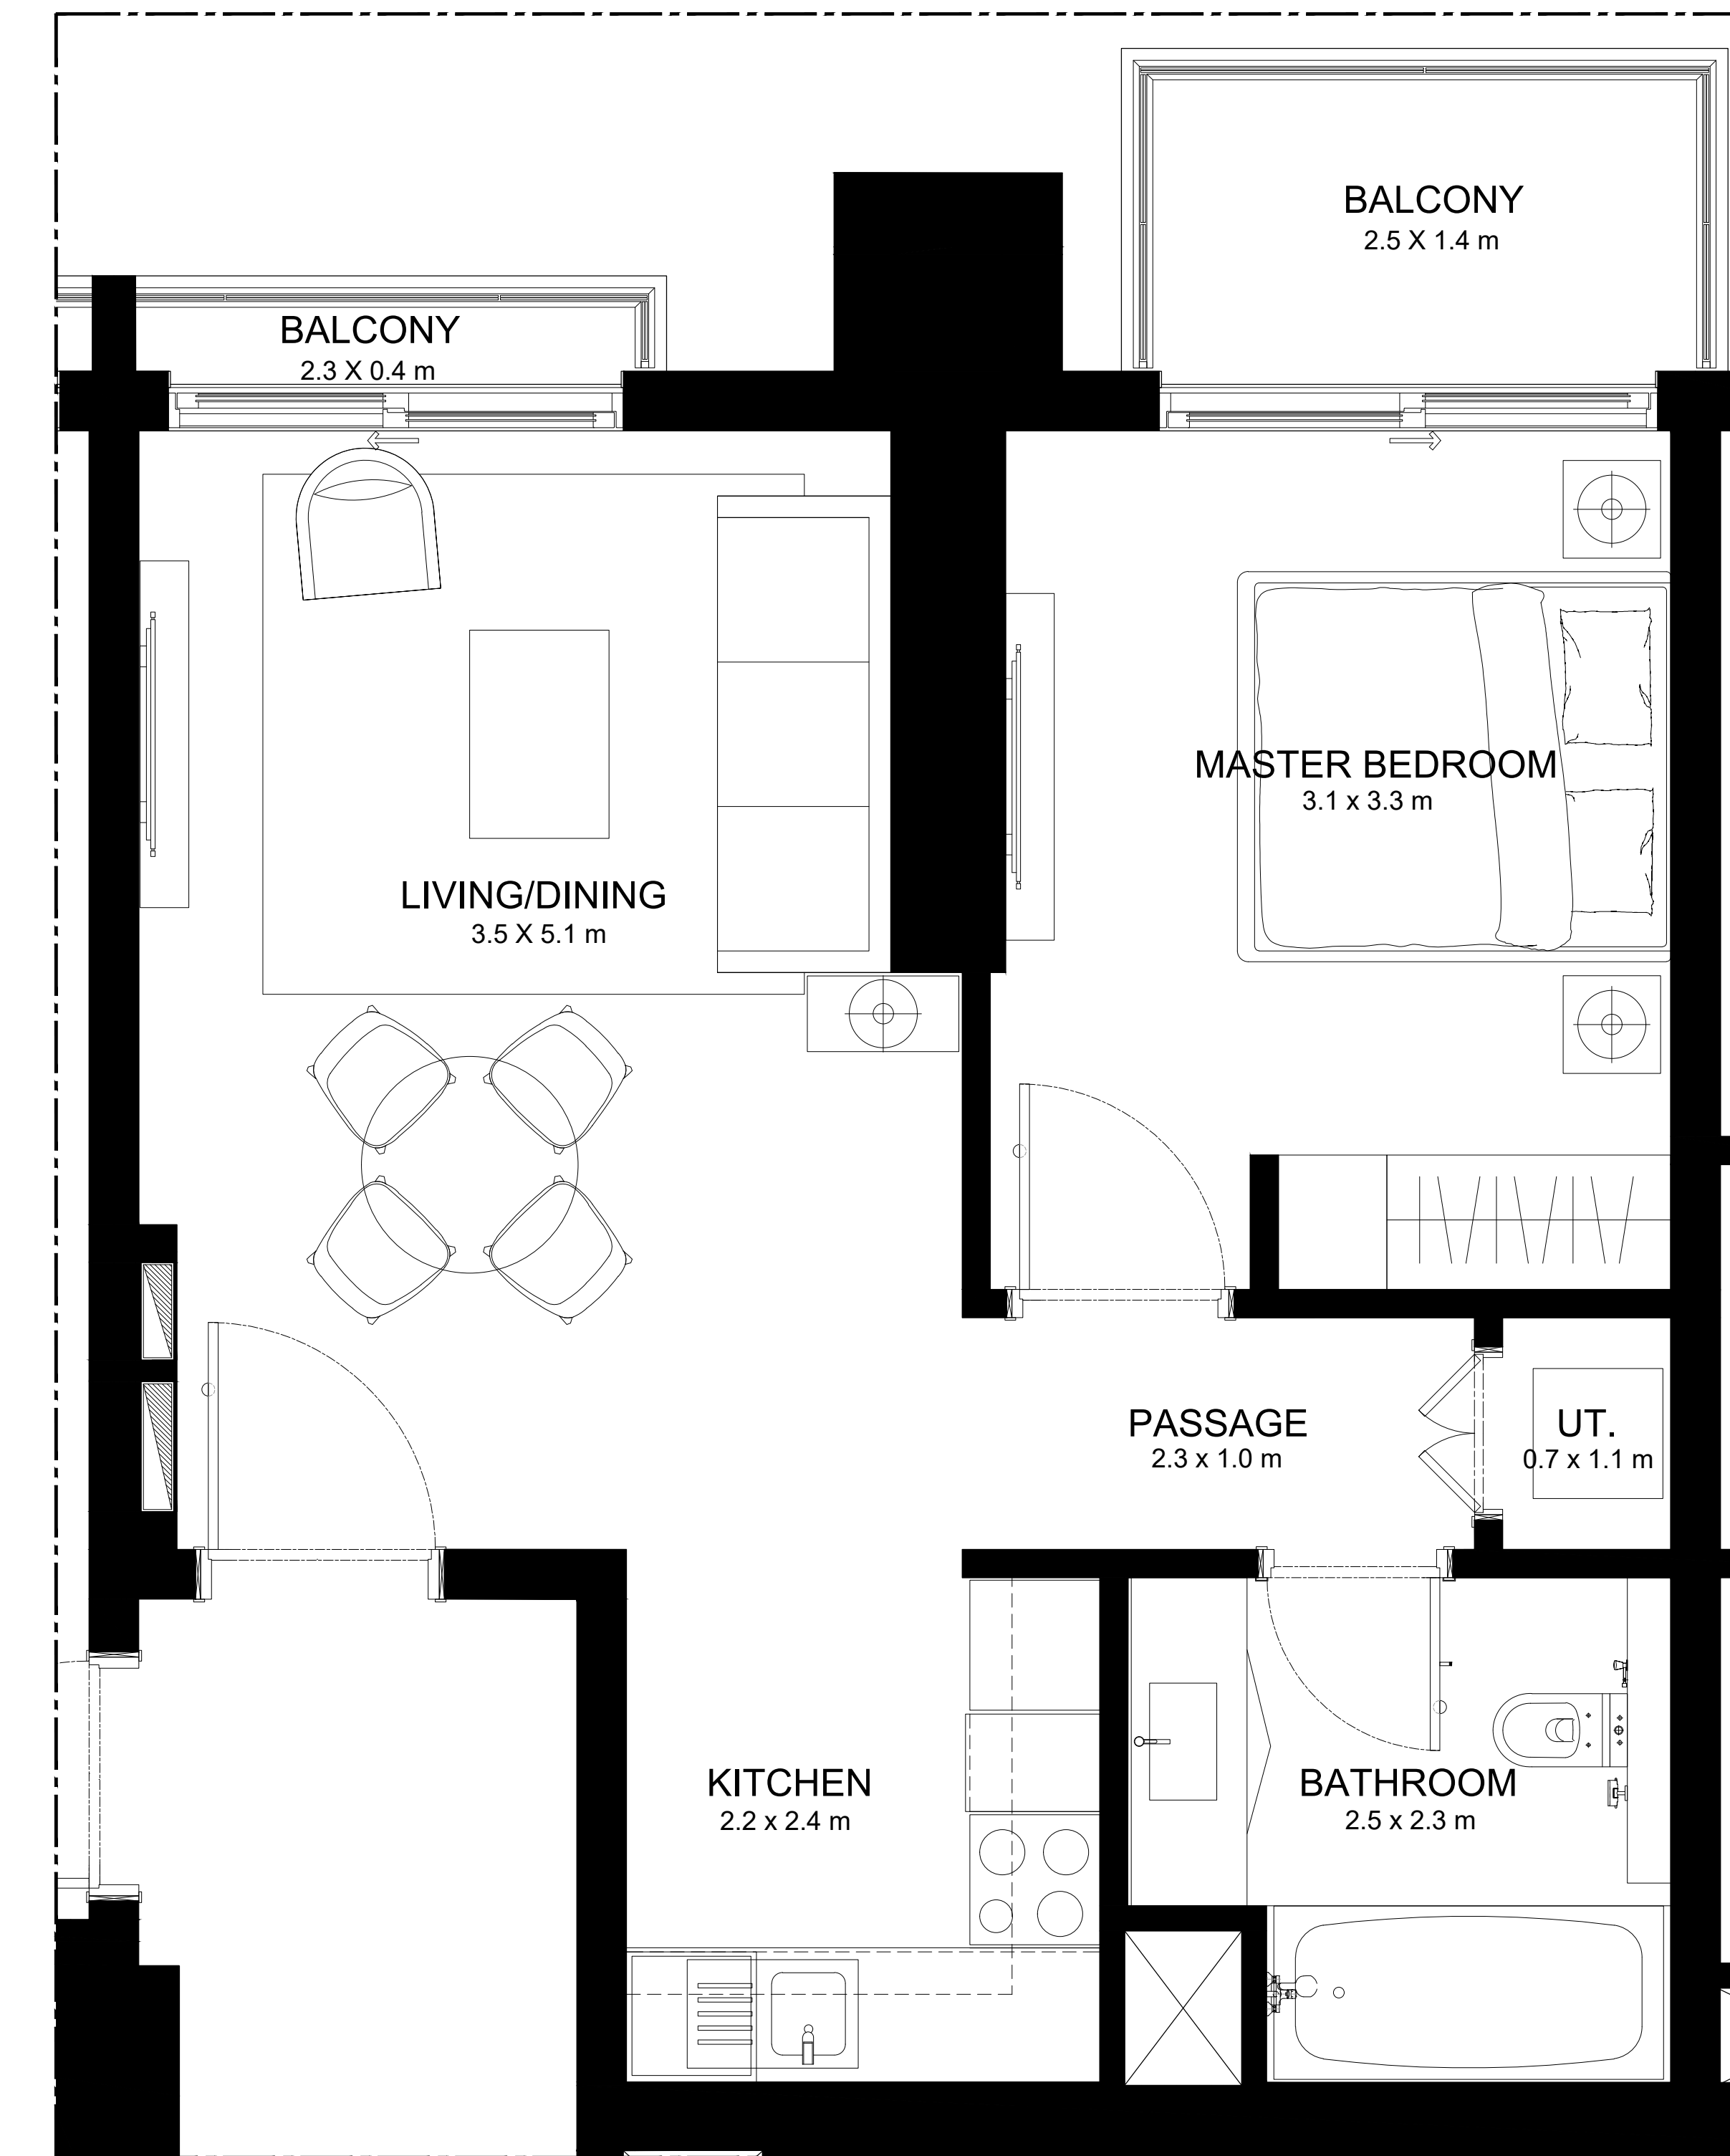 BALCONY
2.5 X 1.4 m
BALCONY
2.3 X 0.4 m
MASTER BEDROOM
3.1 x 3.3 m
LIVING/DINING
3.5 X 5.1 m
PASSAGE
2.3 x 1.0 m
UT.
0.7 x 1.1 m
KITCHEN
2.2 x 2.4 m
BATHROOM
2.5 x 2.3 m